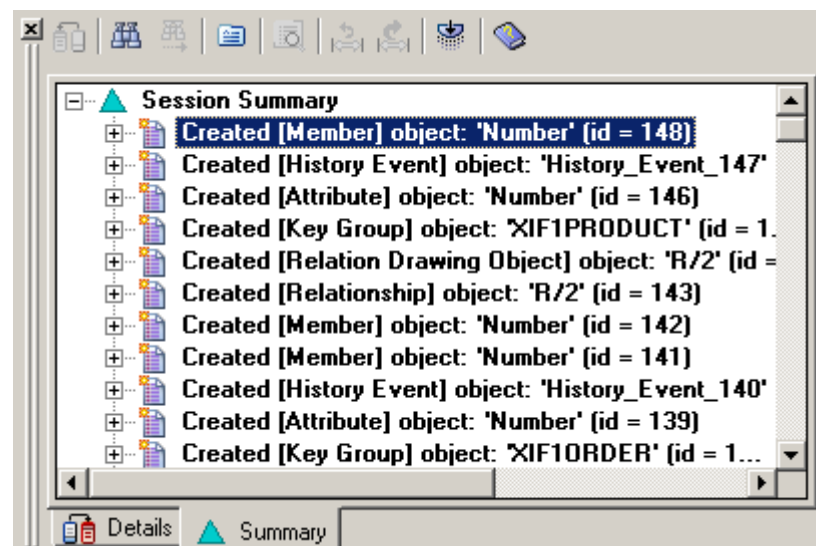 Session Summary
Created [Member] object: 'Number' (id = 148)
Created [History Event] object: 'History_Event_147'
Created [Attribute] object: 'Number' (id = 146)
Created [Key Group] object: 'XIF1PRODUCT' (id = 1.
Created [Relation Drawing Object] object: 'R/2' (id =
Created [Relationship] object: 'R/2' (id = 143)
Created [Member] object: 'Number' (id = 142)
Created [Member] object: 'Number' (id = 141)
Created [History Event] object: 'History_Event_140'
Created [Attribute] object: 'Number' (id = 139)
Created [Key Group] object: 'XIF1ORDER' (id = 1...
Details Summary